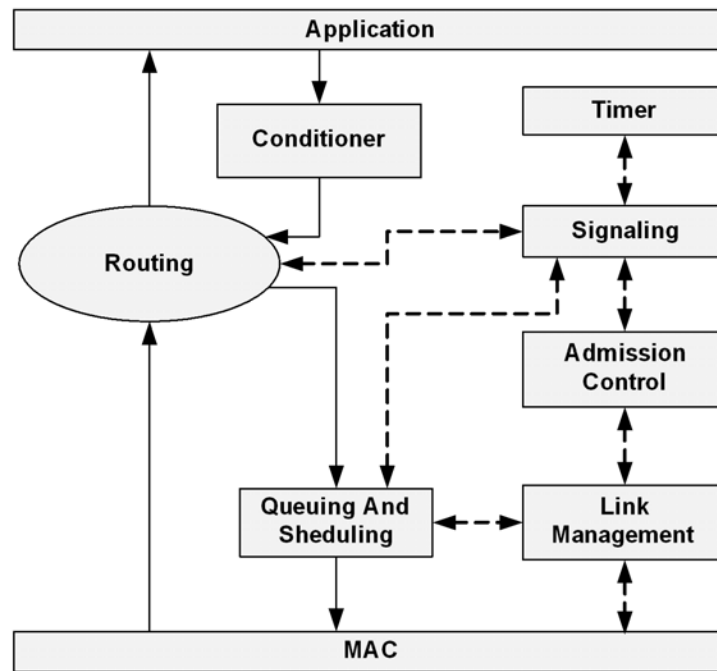 Application
Conditioner
Timer
Routing
Signaling
Admission
Control
Queuing And
Sheduling
Link
Management
MAC